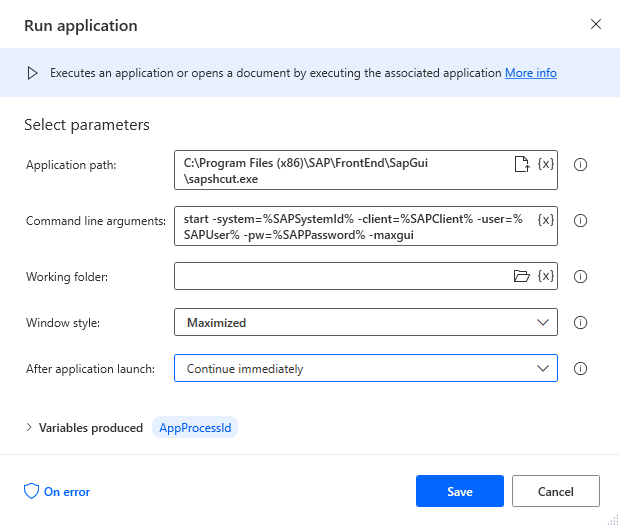 Run application
Executes an application or opens a document by executing the associated application More info
Select parameters
Application path:
C:\Program Files (x86)\SAP\FrontEnd\SapGui
\sapshcut.exe
{x}
Command line arguments:
start -system=%SAPSystemId% -client=%SAPClient% -user=%
SAPUser% -pw=%SAPPassword% -maxgui
{x}
Working folder:
{x}
Window style:
Maximized
After application launch:
Continue immediately
Variables produced
AppProcessId
On error
Save
Cancel